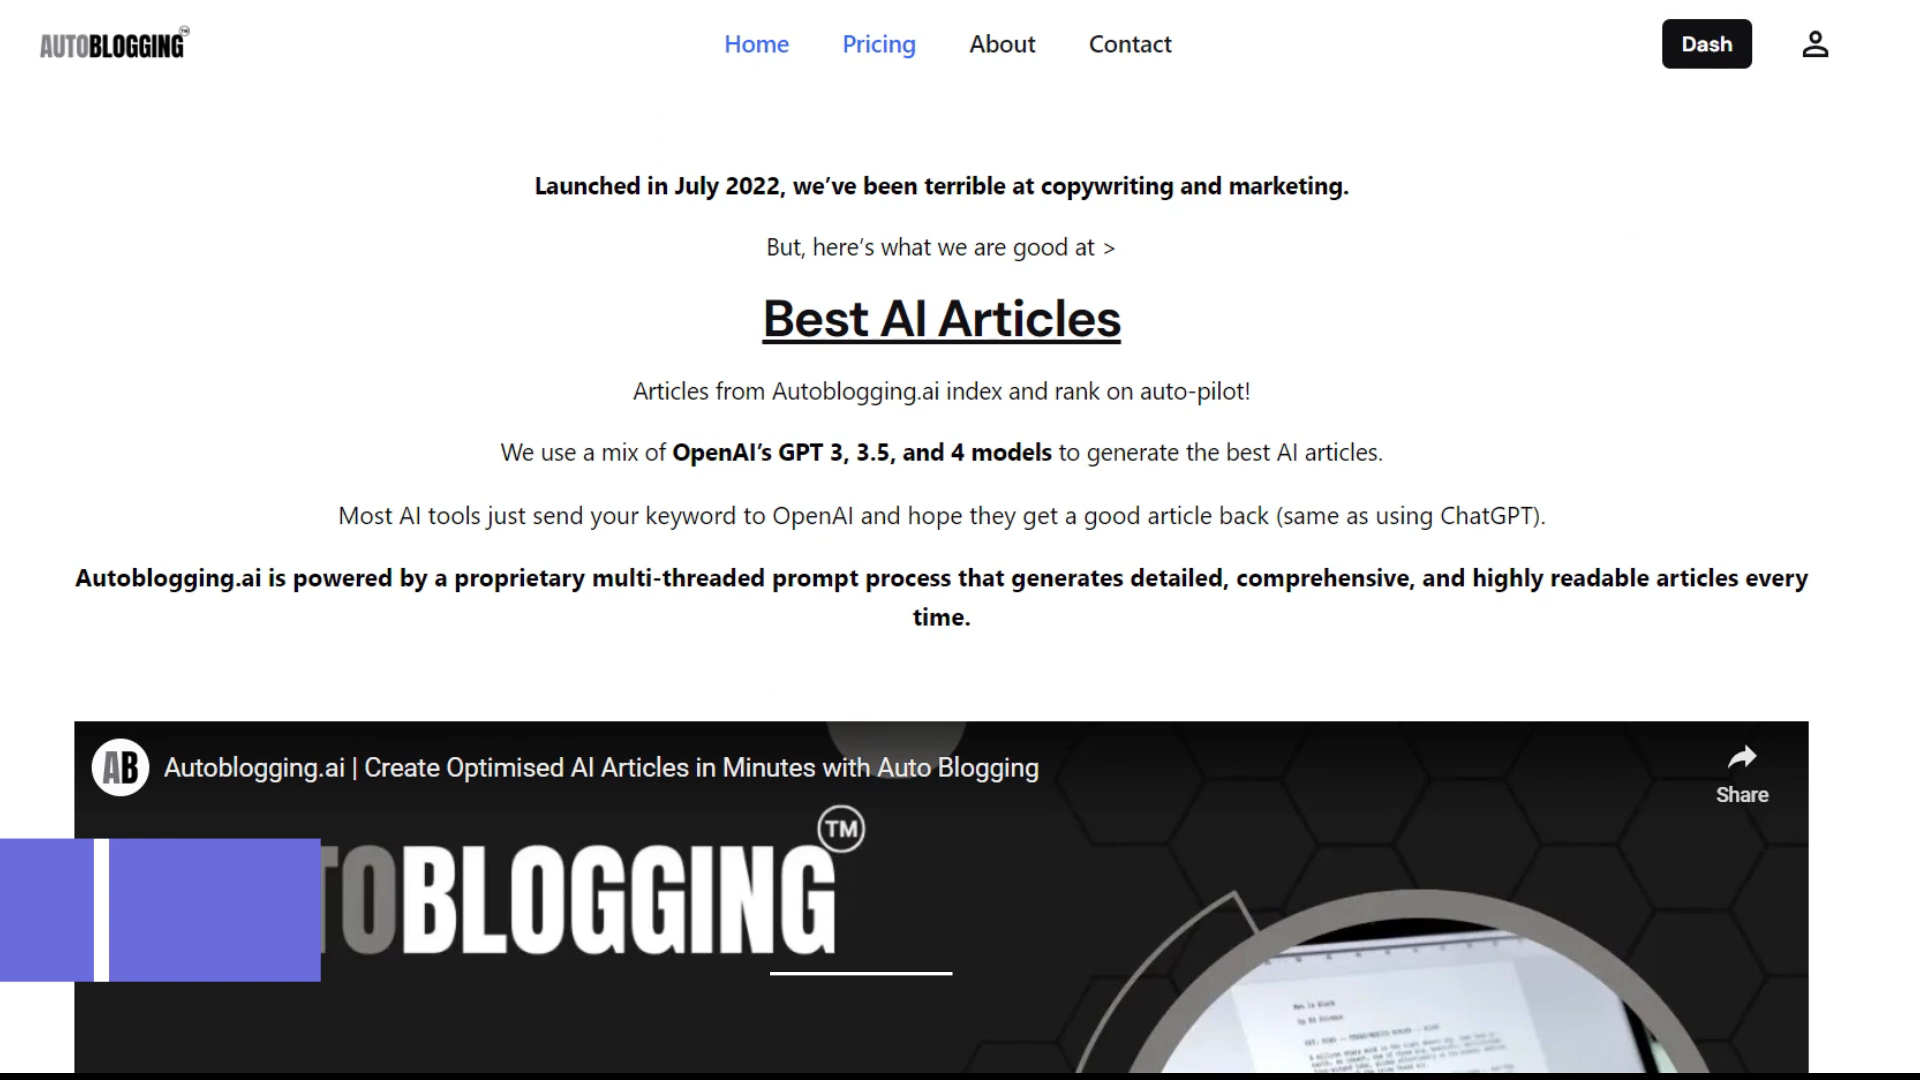 AUTOBLOGGING™
Home Pricing About Contact Dash
Launched in July 2022, we've been terrible at copywriting and marketing.
But, here's what we are good at >
Best AI Articles
Articles from Autoblogging.ai index and rank on auto-pilot!
We use a mix of OpenAI's GPT 3, 3.5, and 4 models to generate the best AI articles.
Most AI tools just send your keyword to OpenAI and hope they get a good article back (same as using ChatGPT).
Autoblogging.ai is powered by a proprietary multi-threaded prompt process that generates detailed, comprehensive, and highly readable articles every
time.
AB Autoblogging.ai | Create Optimised AI Articles in Minutes with Auto Blogging
Share
TOBLOGGING™